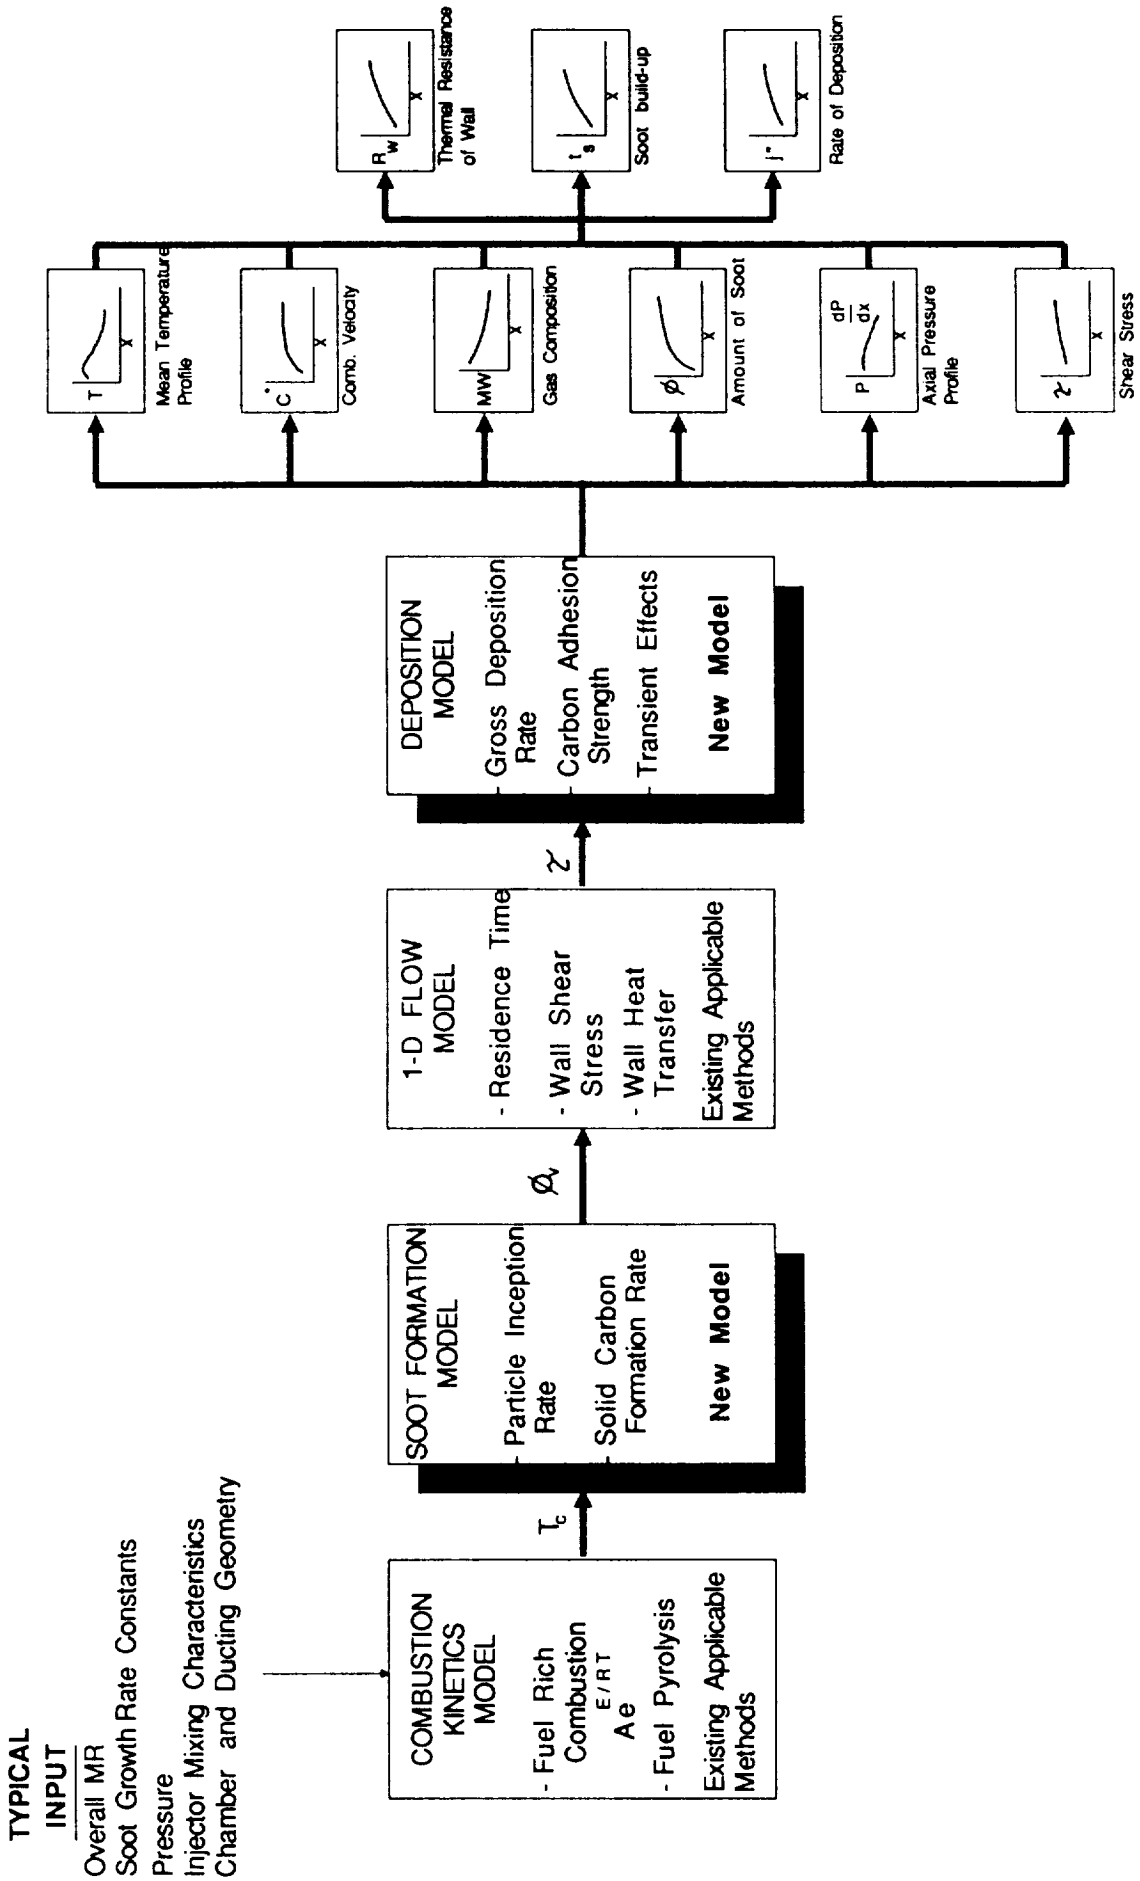 TYPICAL
INPUT
Overall MR
Soot Growth Rate Constants
Pressure
Injector Mixing Characteristics
Chamber and Ducting Geometry
COMBUSTION
KINETICS
MODEL
- Fuel Rich
Combustion
E / RT
Ae
- Fuel Pyrolysis
Existing Applicable
Methods
Tc
SOOT FORMATION
MODEL
- Particle Inception
Rate
- Solid Carbon
Formation Rate
New Model
Øv
1-D FLOW
MODEL
- Residence Time
- Wall Shear
Stress
- Wall Heat
Transfer
Existing Applicable
Methods
τ
DEPOSITION
MODEL
- Gross Deposition
Rate
- Carbon Adhesion
Strength
- Transient Effects
New Model
T
X
Mean Temperature
Profile
C*
X
Comb. Velocity
MW
X
Gas Composition
Ø
X
Amount of Soot
P
dP
dx
X
Axial Pressure
Profile
τ
X
Shear Stress
Rw
X
Thermal Resistance
of Wall
ts
X
Soot build-up
j"
X
Rate of Deposition